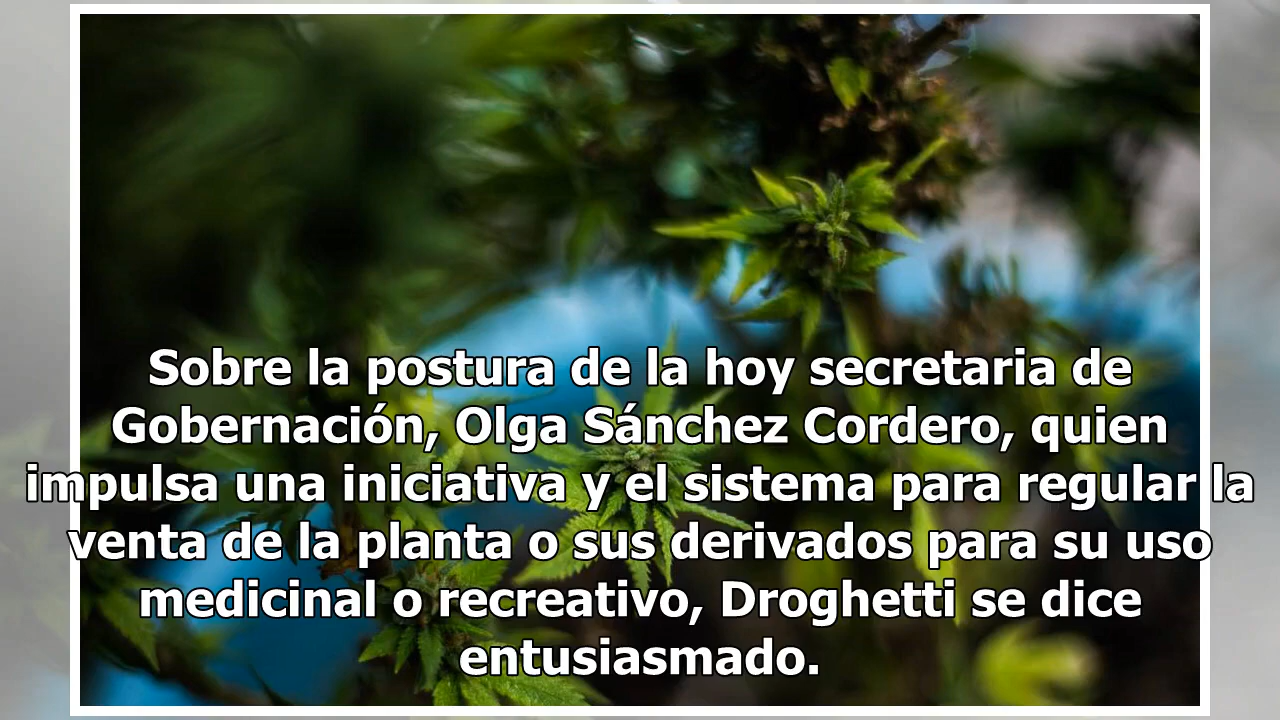 Sobre la postura de la hoy secretaria de
Gobernación, Olga Sánchez Cordero, quien
impulsa una iniciativa y el sistema para regular la
venta de la planta o sus derivados para su uso
medicinal o recreativo, Droghetti se dice
entusiasmado.